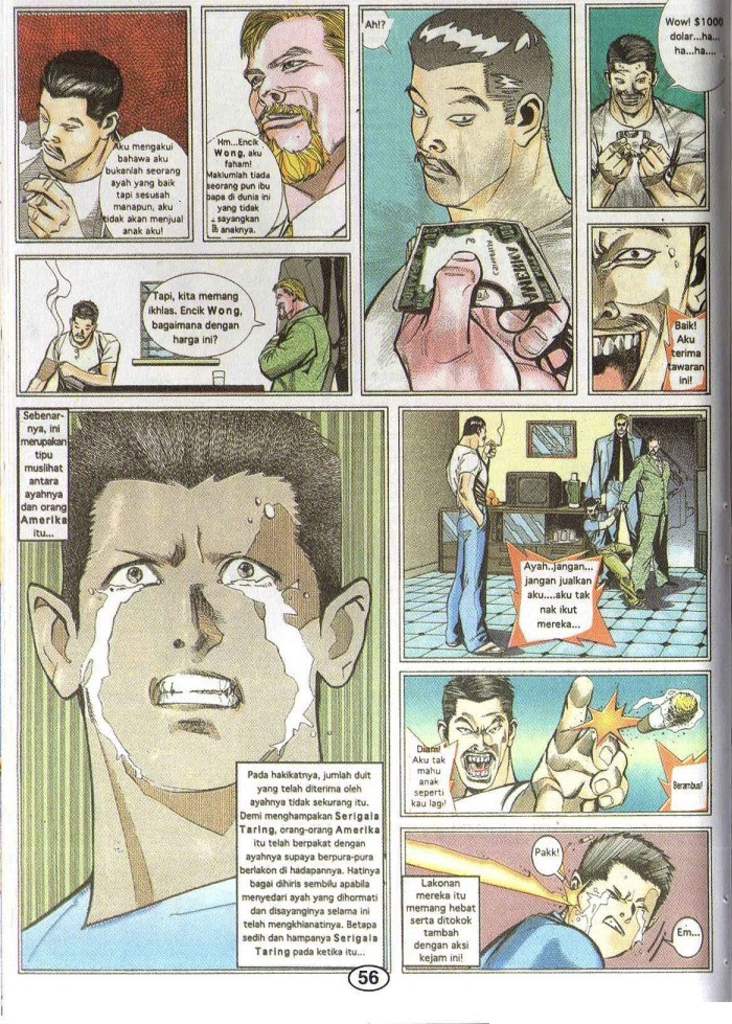 Aku mengakui
bahawa aku
bukanlah seorang
ayah yang baik
tapi sesusah
manapun, aku
tidak akan menjual
anak aku!
Hm...Encik
Wong, aku
faham!
Maklumlah tiada
seorang pun ibu
bapa di dunia ini
yang tidak
sayangkan
anaknya.
Ah!?
Wow! $1000
dolar...ha...
ha...ha....
Tapi, kita memang
ikhlas. Encik Wong,
bagaimana dengan
harga ini?
AMERICA
Baik!
Aku
terima
tawaran
ini!
Sebenar-
nya, ini
merupakan
tipu
muslihat
antara
ayahnya
dan orang
Amerika
itu...
Pada hakikatnya, jumlah duit
yang telah diterima oleh
ayahnya tidak sekurang itu.
Demi menghampakan Serigala
Taring, orang-orang Amerika
itu telah berpakat dengan
ayahnya supaya berpura-pura
berlakon di hadapannya. Hatinya
bagai dihiris sembilu apabila
menyedari ayah yang dihormati
dan disayanginya selama ini
telah mengkhianatinya. Betapa
sedih dan hampanya Serigala
Taring pada ketika itu...
Ayah..jangan...
jangan jualkan
aku....aku tak
nak ikut
mereka...
Diam!
Aku tak
mahu
anak
seperti
kau lagi!
Berambus!
Pakk!
Lakonan
mereka itu
memang hebat
serta ditokok
tambah
dengan aksi
kejam ini!
Em...
56